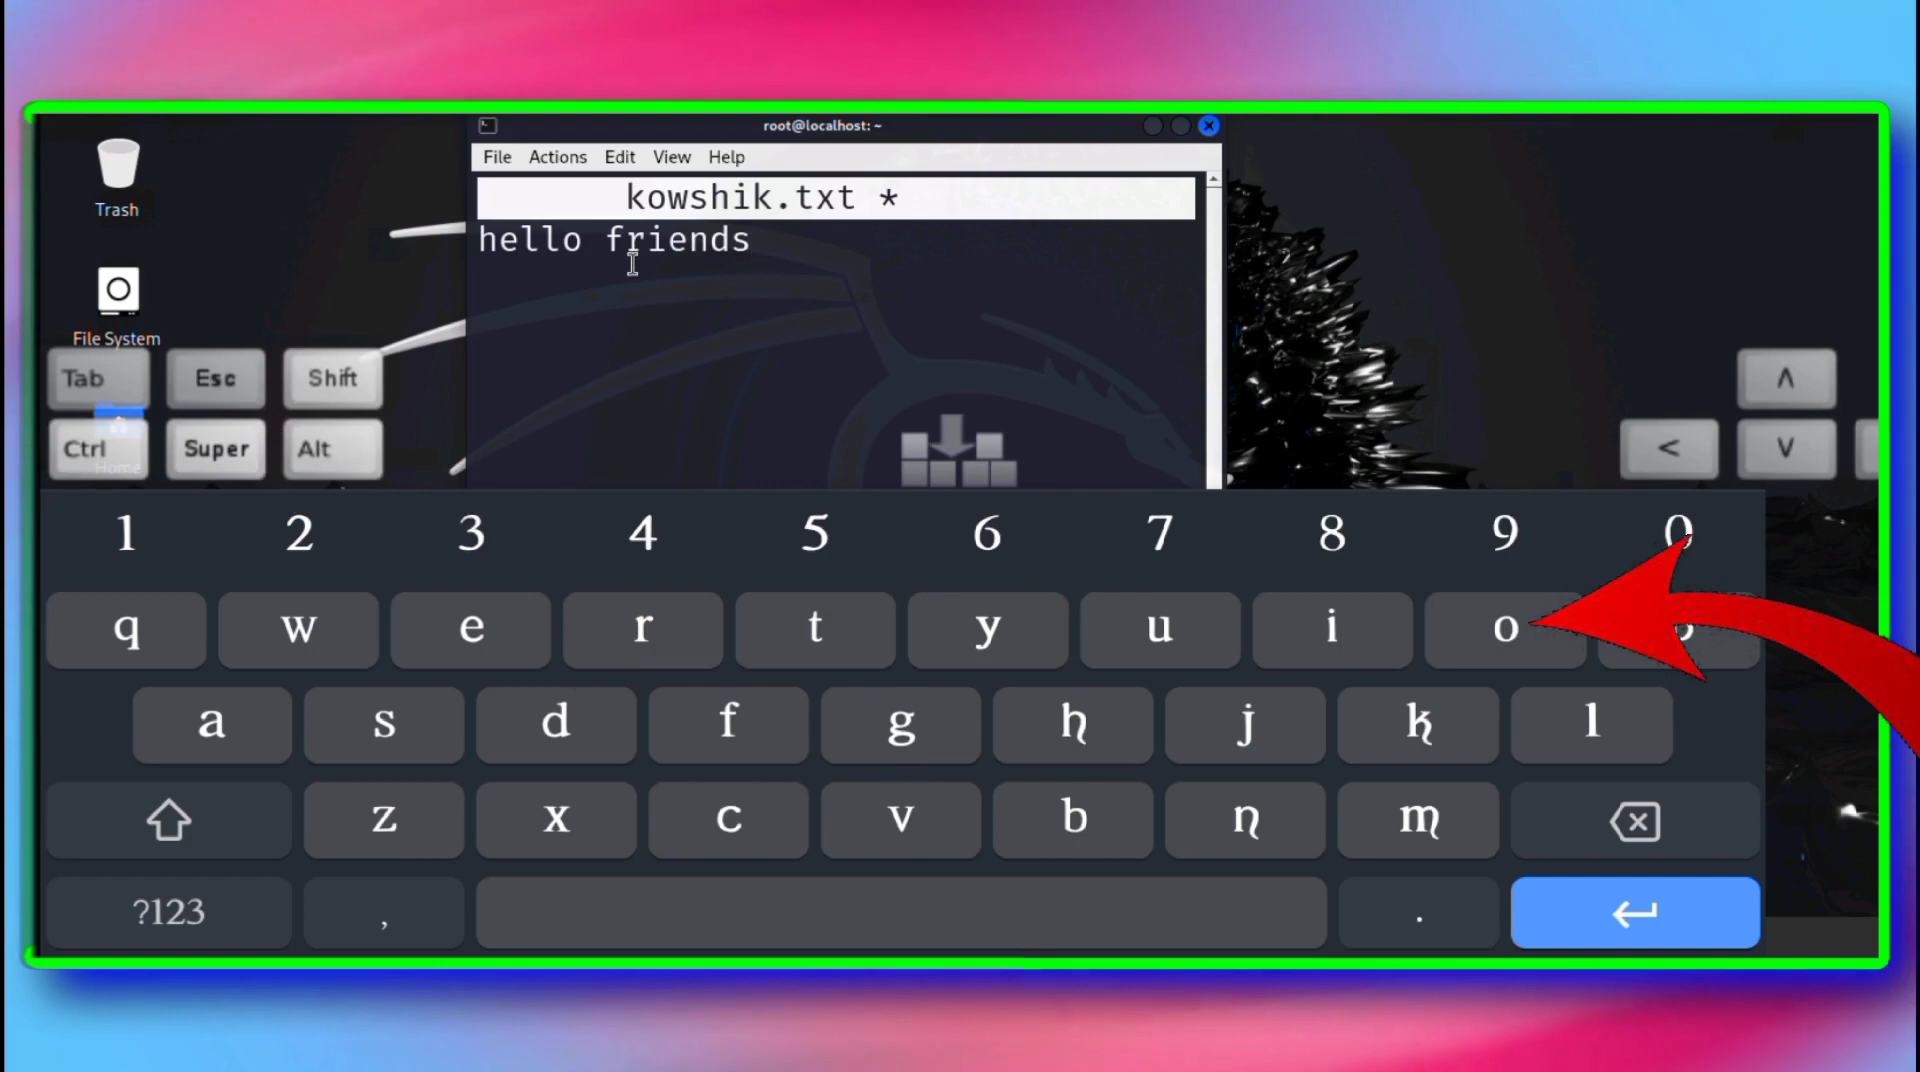 root@localhost: ~
File Actions Edit View Help
kowshik.txt *
hello friends
Trash
File System
Tab Esc Shift
Ctrl Super Alt
Home
˄
< ˅
1 2 3 4 5 6 7 8 9 0
q w e r t y u i o
a s d f g ḥ j ƙ l
z x c v b ƞ ɱ
?123 , .